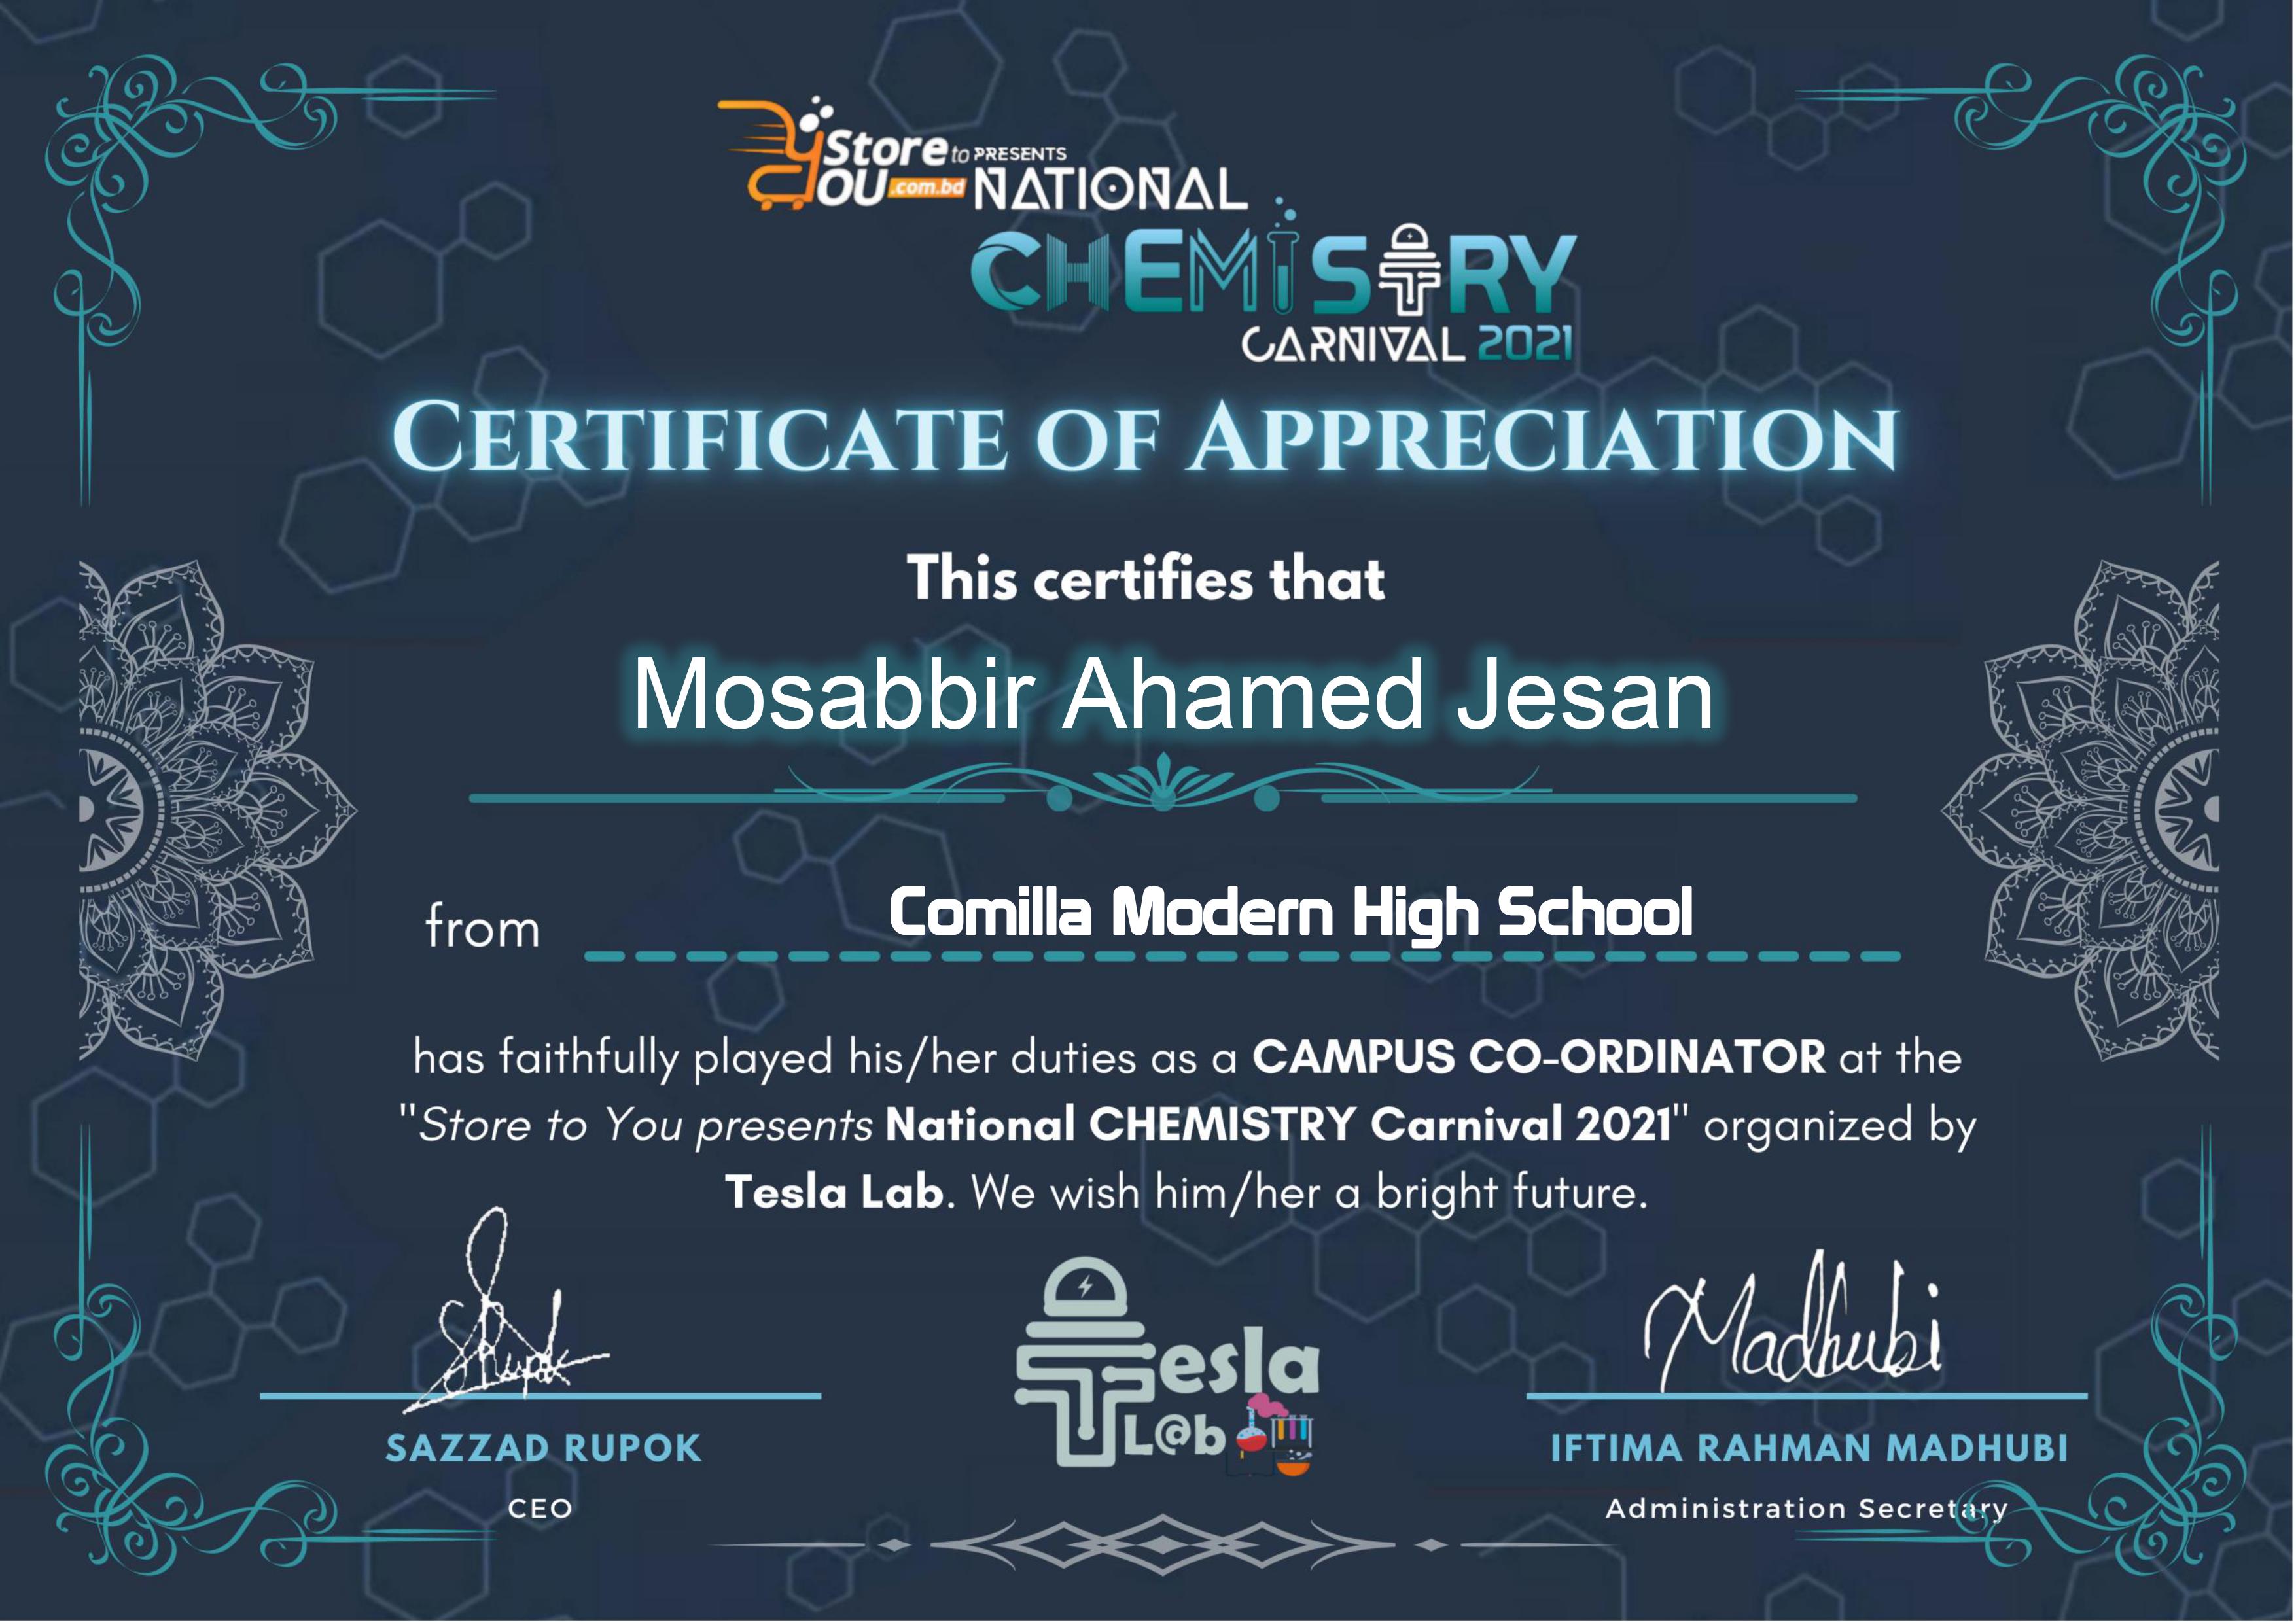 Store to PRESENTS
YOU .com.bd NATIONAL
CHEMISTRY
CARNIVAL 2021
CERTIFICATE OF APPRECIATION
This certifies that
Mosabbir Ahamed Jesan
from Comilla Modern High School
has faithfully played his/her duties as a CAMPUS CO-ORDINATOR at the
"Store to You presents National CHEMISTRY Carnival 2021" organized by
Tesla Lab. We wish him/her a bright future.
SRupok
Madhubi
Tesla
L@b
SAZZAD RUPOK
IFTIMA RAHMAN MADHUBI
CEO
Administration Secretary